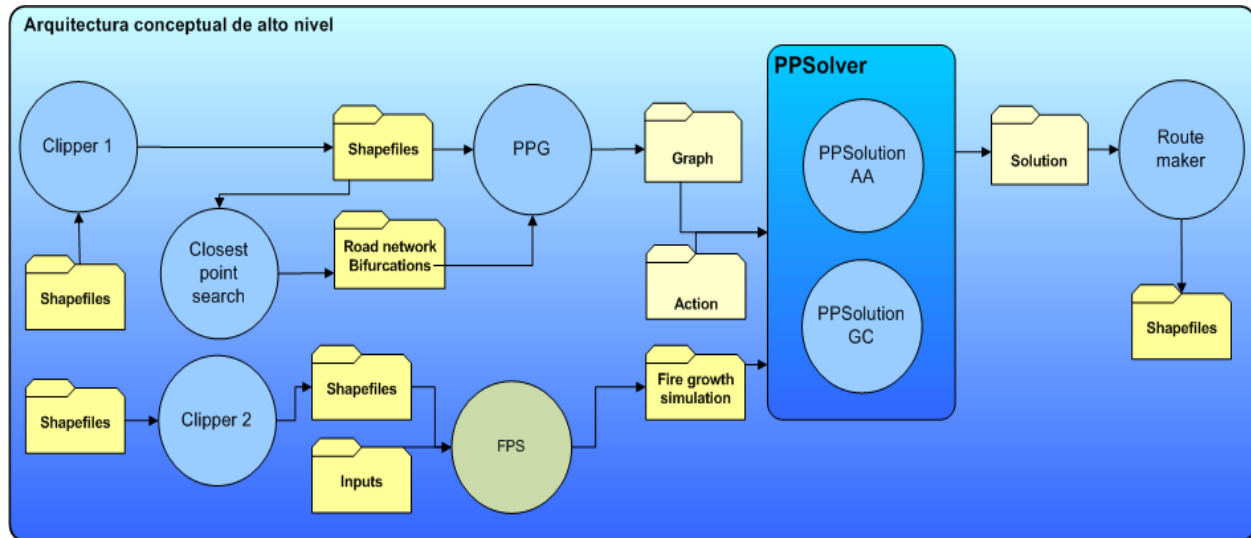 Arquitectura conceptual de alto nivel
PPSolver
Clipper 1
Shapefiles
PPG
Graph
PPSolution
AA
Solution
Route
maker
Closest
point
search
Road network
Bifurcations
Shapefiles
Action
PPSolution
GC
Shapefiles
Shapefiles
Clipper 2
Shapefiles
Fire growth
simulation
FPS
Inputs